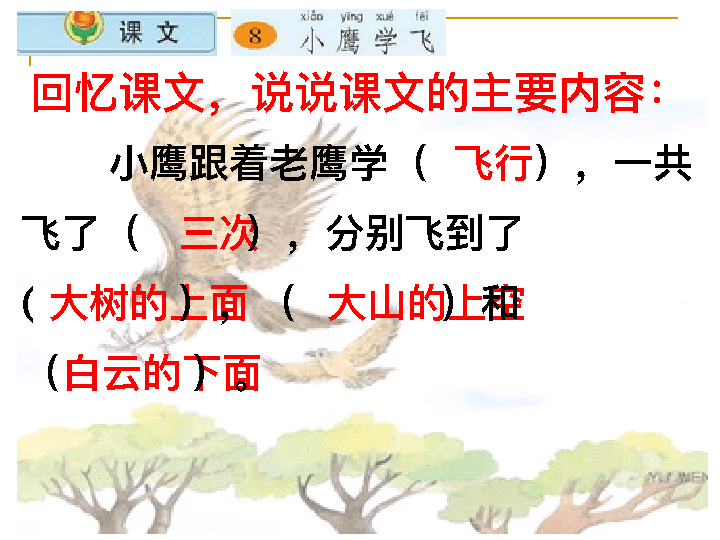 xiǎo yīng xué fēi
课 文 8 小 鹰 学 飞
回忆课文，说说课文的主要内容：
小鹰跟着老鹰学（ 飞行），一共
飞了（ 三次），分别飞到了
（大树的上面），（ 大山的上空）和
（白云的下面）。
YU WEN